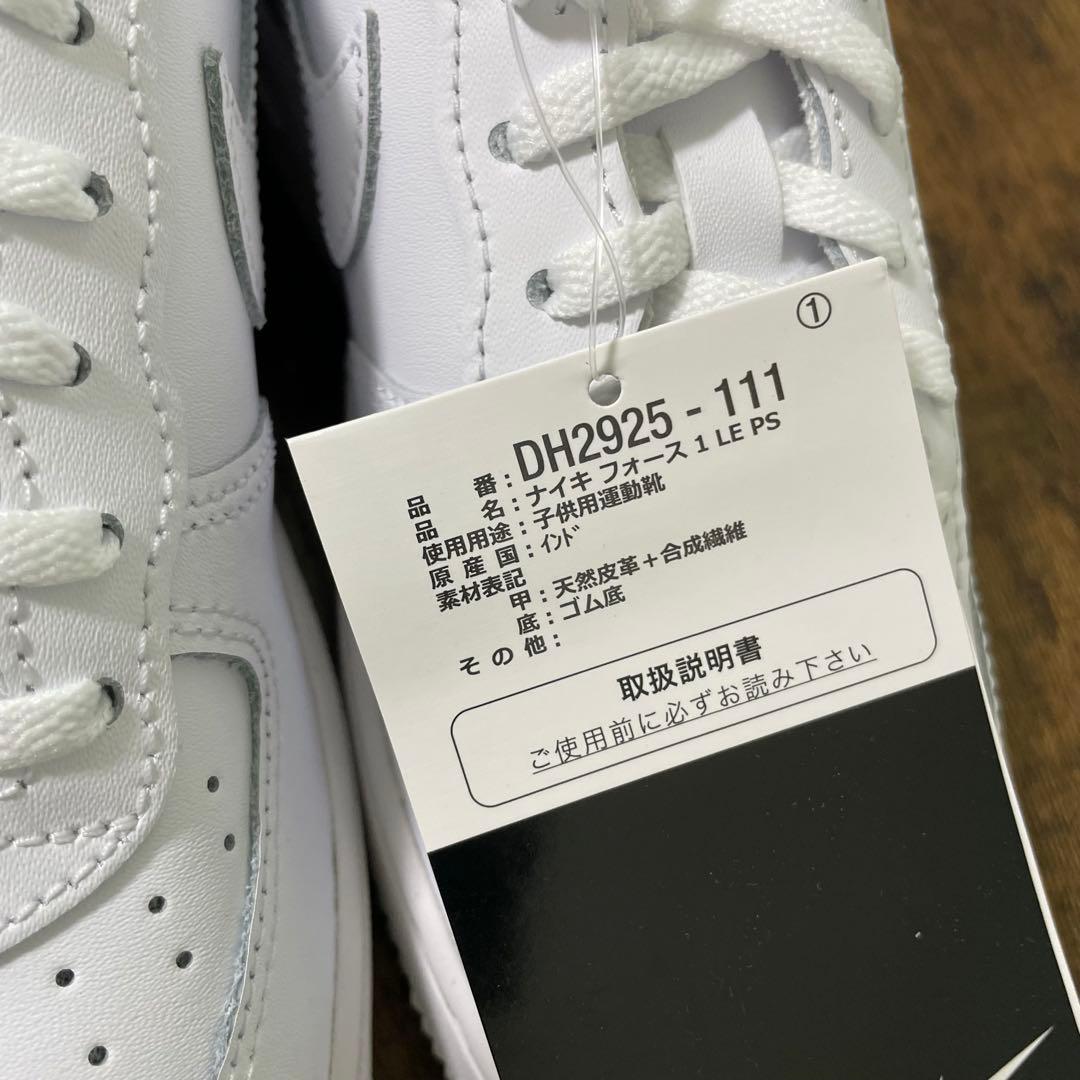 ①
品 番：DH2925 - 111
品 名：ナイキ フォース 1 LE PS
使用用途：子供用運動靴
原 産 国：ｲﾝﾄﾞ
素材表記
甲：天然皮革＋合成繊維
底：ゴム底
そ の 他：
取扱説明書
ご使用前に必ずお読み下さい